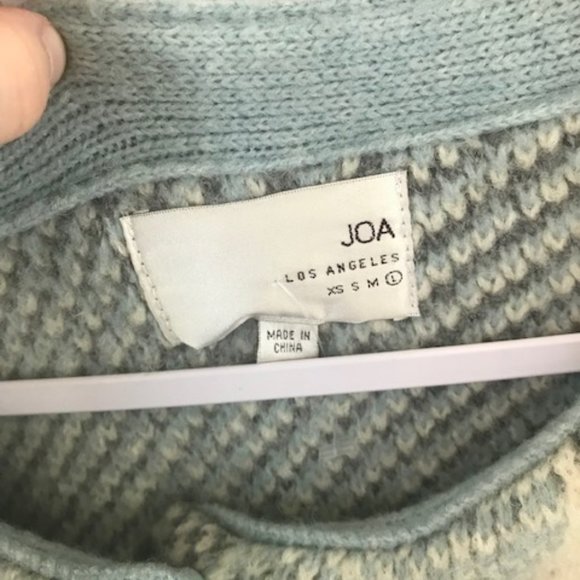 JOA
LOS ANGELES
XS S M L
MADE IN
CHINA